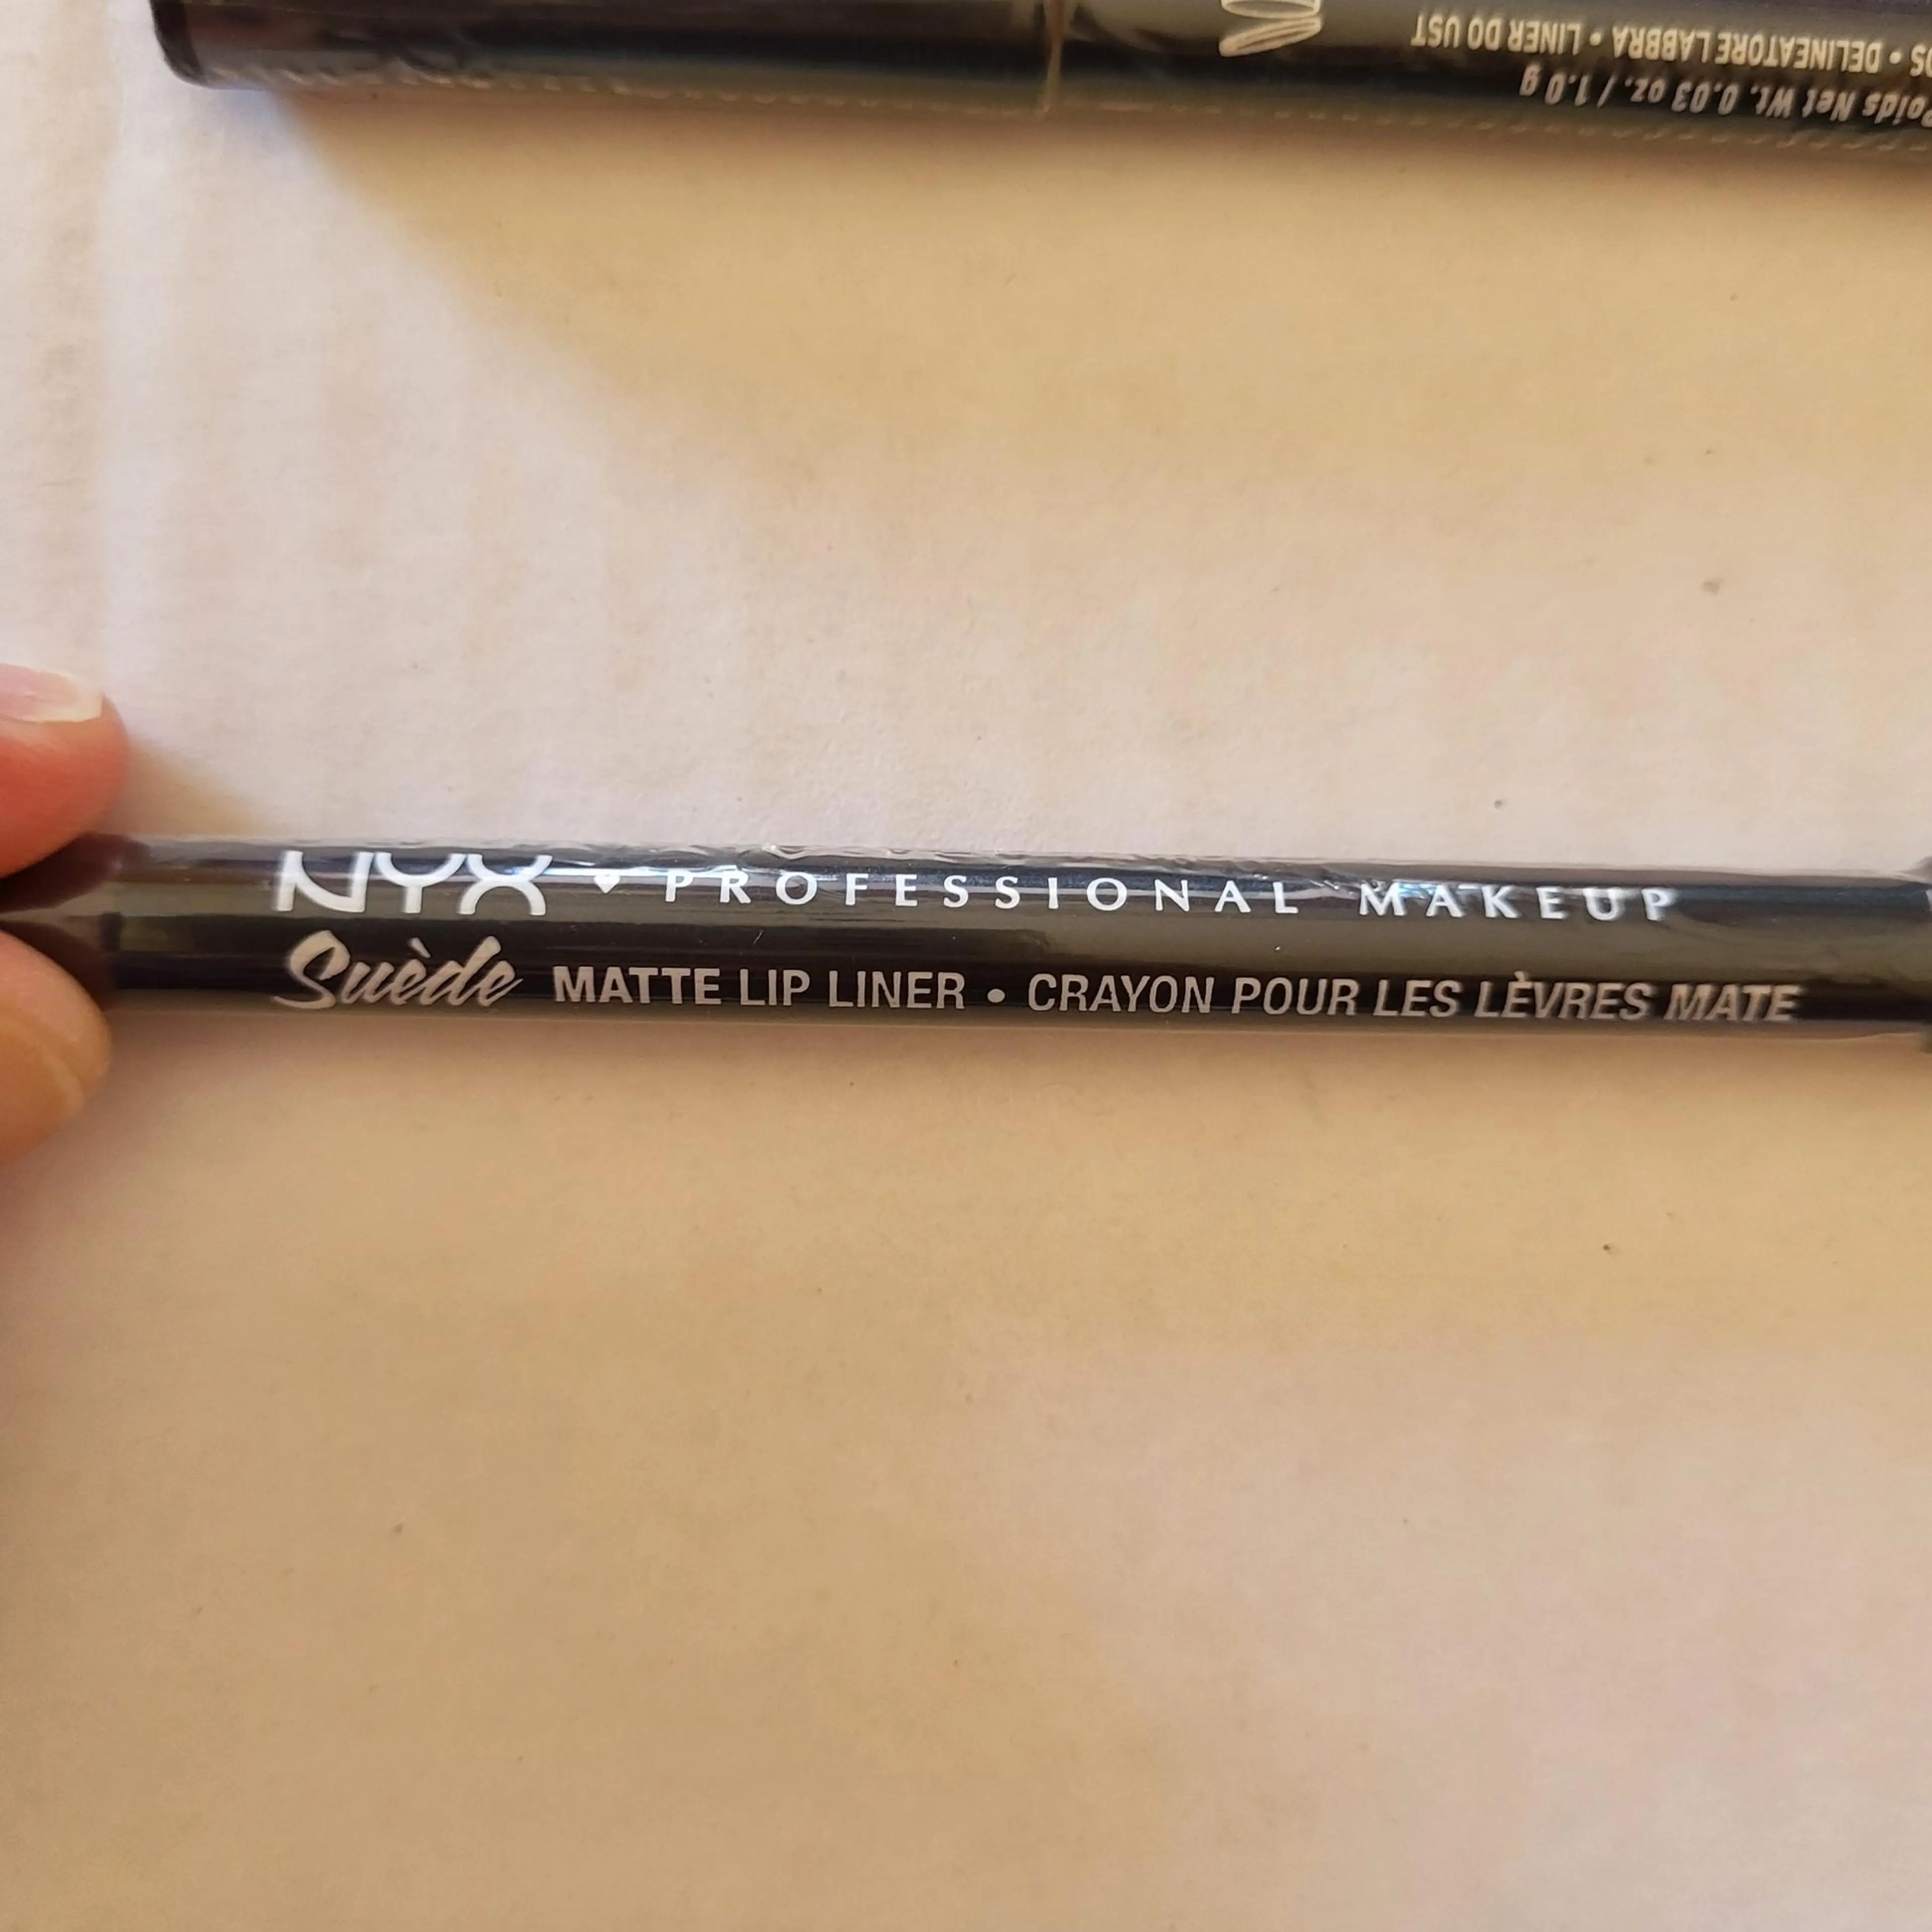 DELINEATORE LABBRA • LINER DO UST
Poids Net Wt. 0.03 oz. / 1.0 g
NYX • PROFESSIONAL MAKEUP
Suède MATTE LIP LINER • CRAYON POUR LES LÈVRES MATE